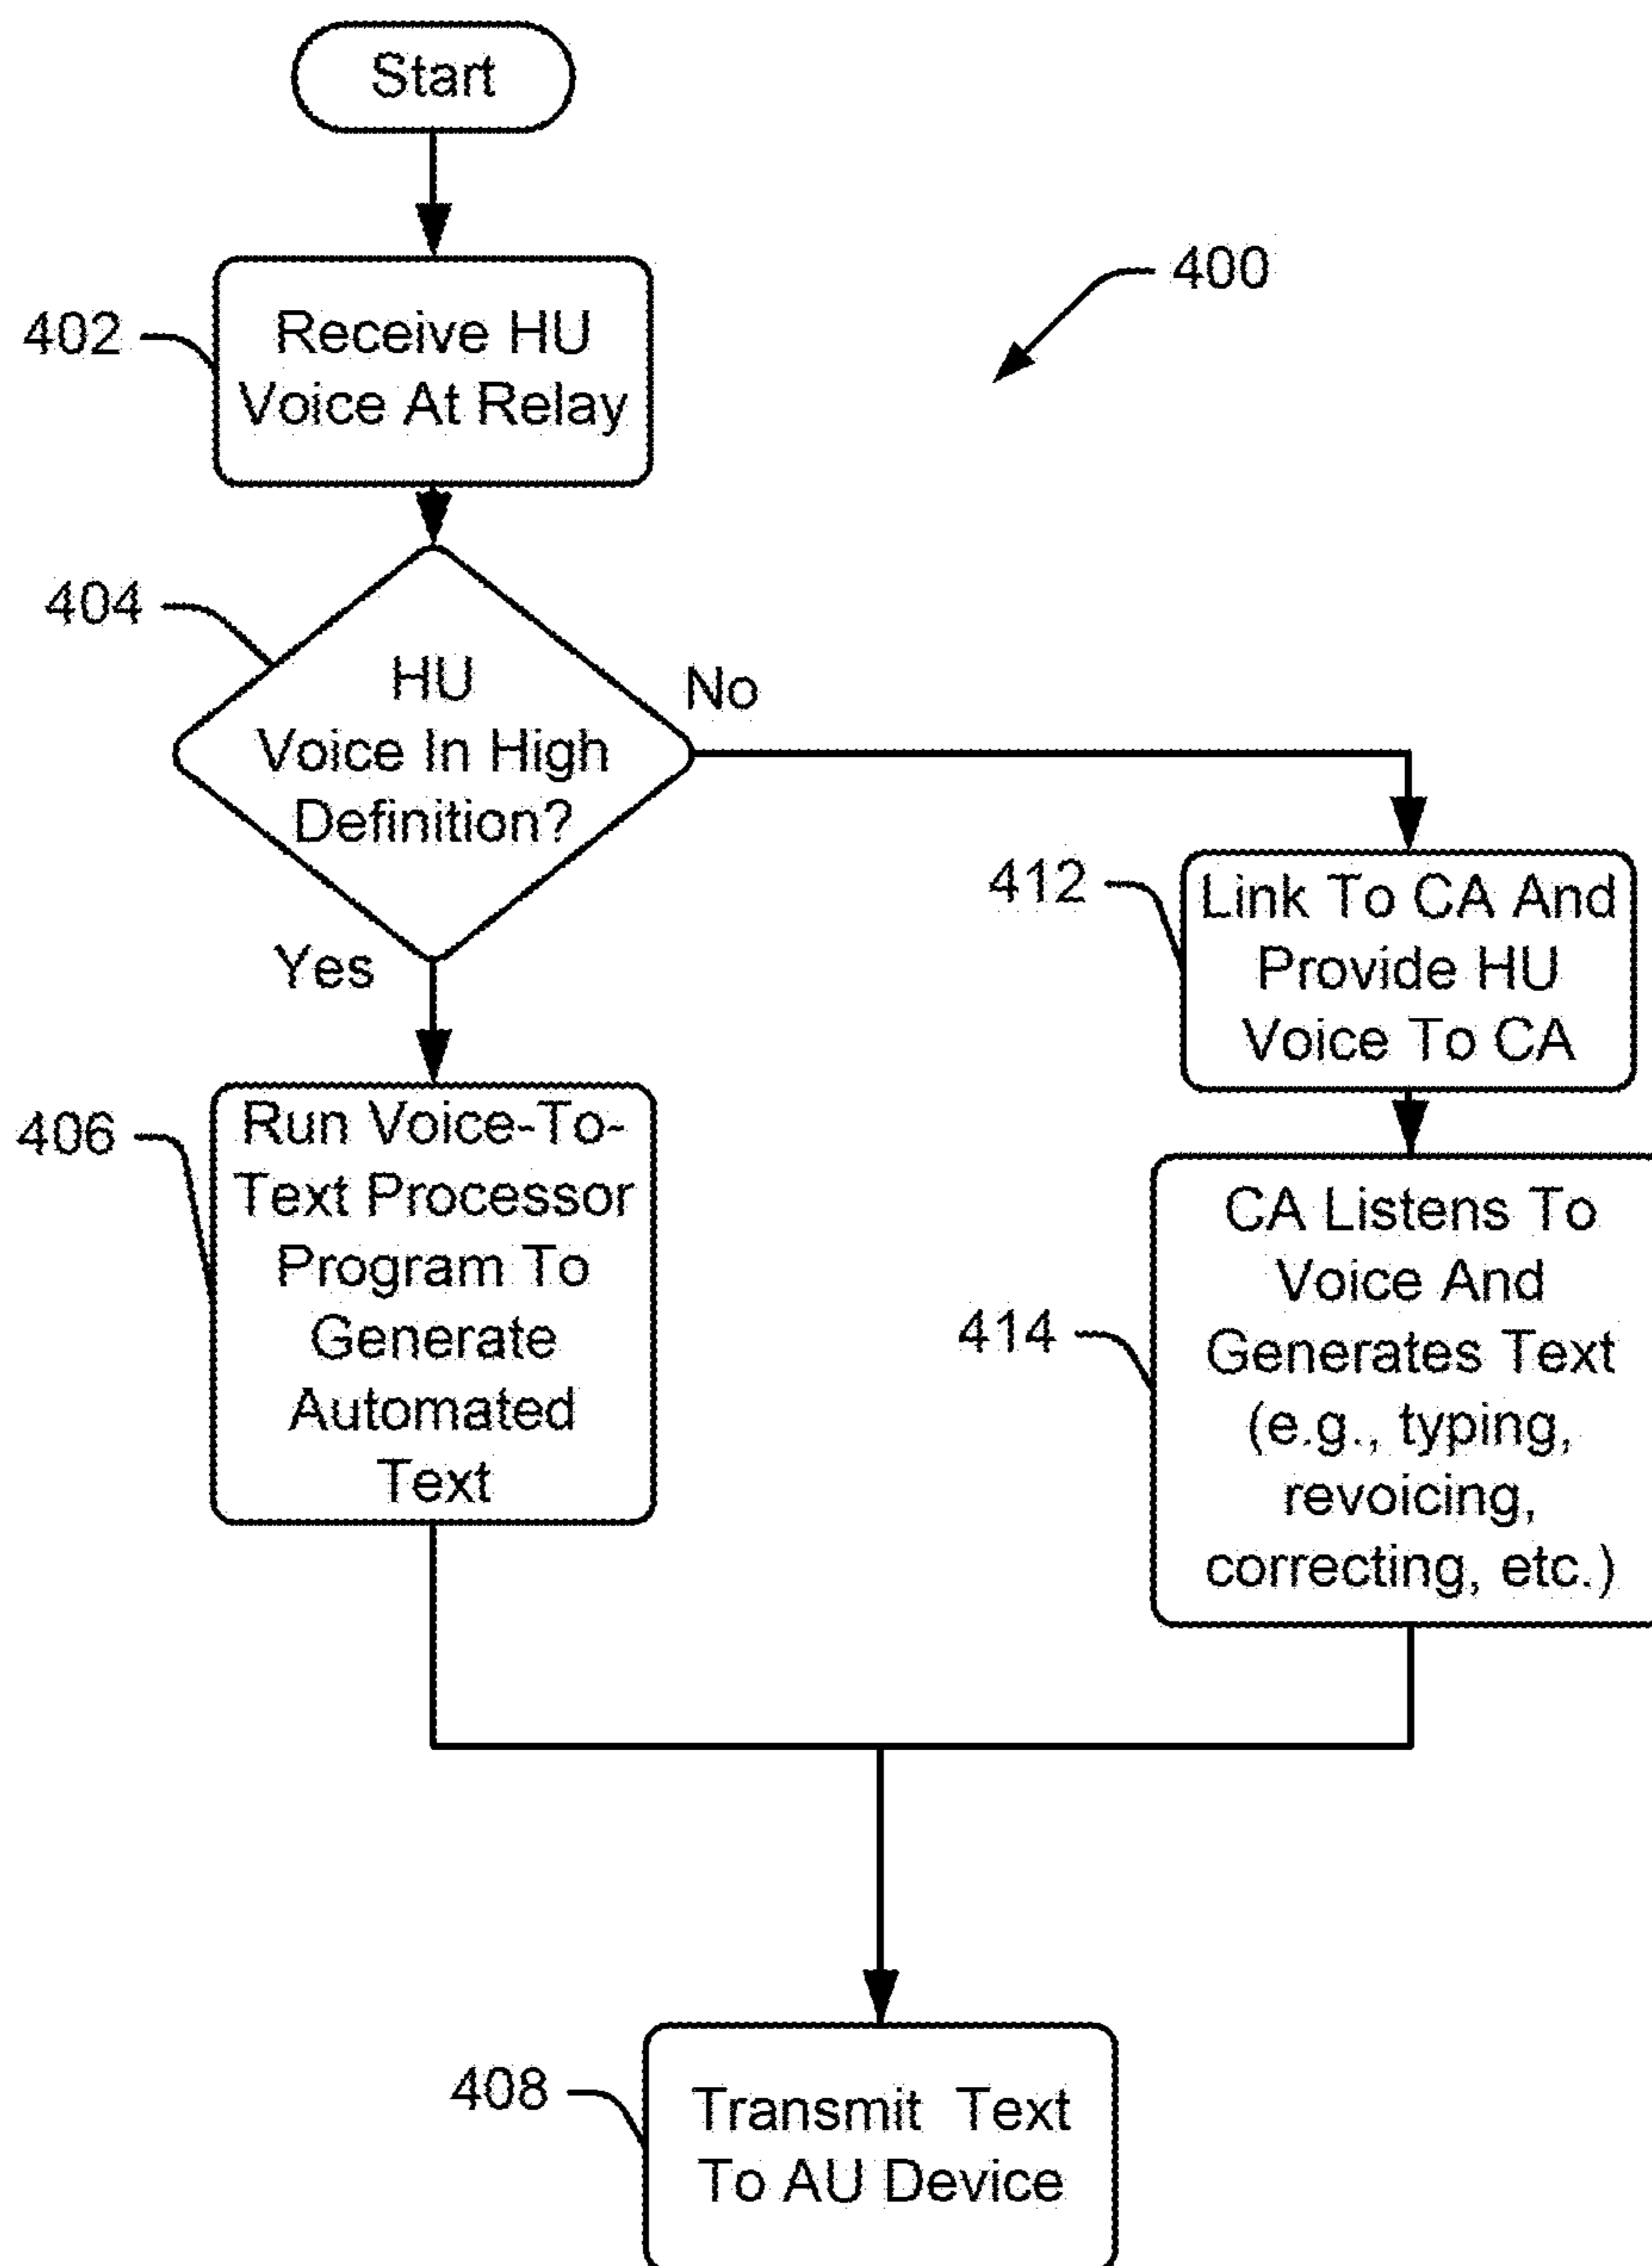 Start
400
402
Receive HU
Voice At Relay
404
HU
Voice In High
Definition?
No
Yes
412
Link To CA And
Provide HU
Voice To CA
406
Run Voice-To-
Text Processor
Program To
Generate
Automated
Text
414
CA Listens To
Voice And
Generates Text
(e.g., typing,
revoicing,
correcting, etc.)
408
Transmit Text
To AU Device